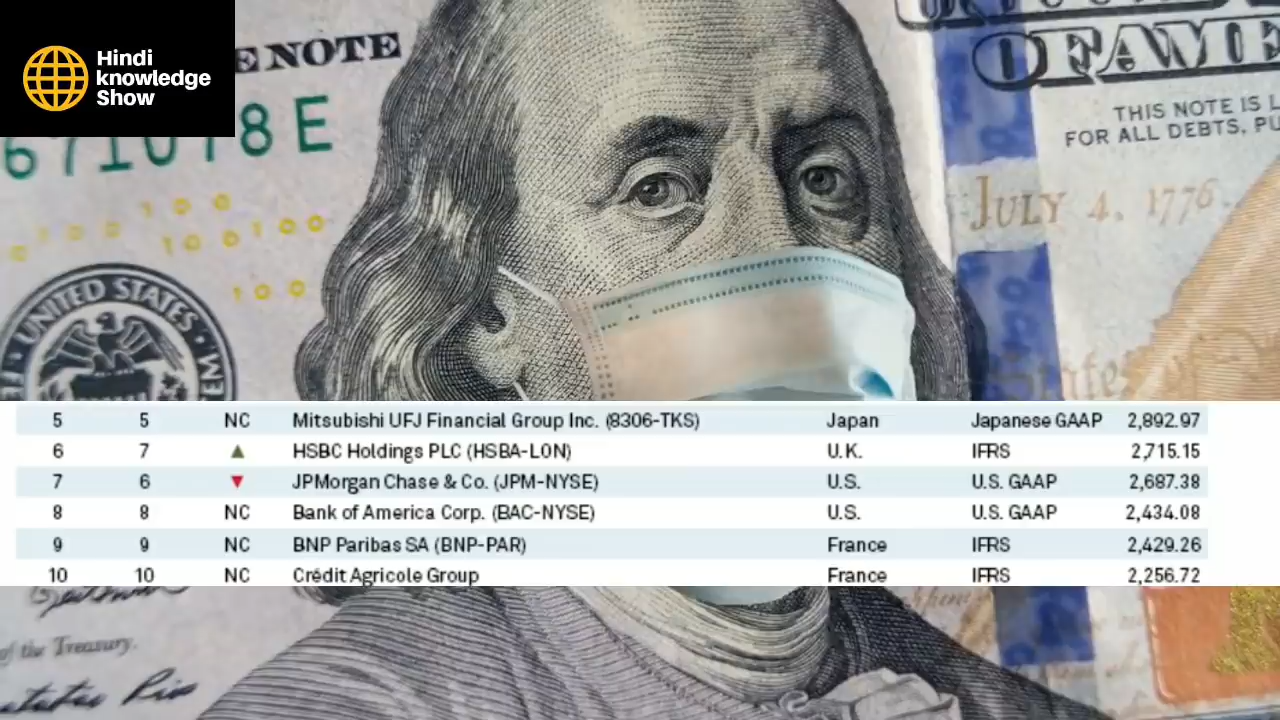 Hindi
knowledge
Show
E NOTE
THIS NOTE IS L
FOR ALL DEBTS, PU
JULY 4, 1776
UNITED STATES
5 5 NC Mitsubishi UFJ Financial Group Inc. (8306-TKS) Japan Japanese GAAP 2,892.97
6 7 ▲ HSBC Holdings PLC (HSBA-LON) U.K. IFRS 2,715.15
7 6 ▼ JPMorgan Chase & Co. (JPM-NYSE) U.S. U.S. GAAP 2,687.38
8 8 NC Bank of America Corp. (BAC-NYSE) U.S. U.S. GAAP 2,434.08
9 9 NC BNP Paribas SA (BNP-PAR) France IFRS 2,429.26
10 10 NC Crédit Agricole Group France IFRS 2,256.72
of the Treasury.